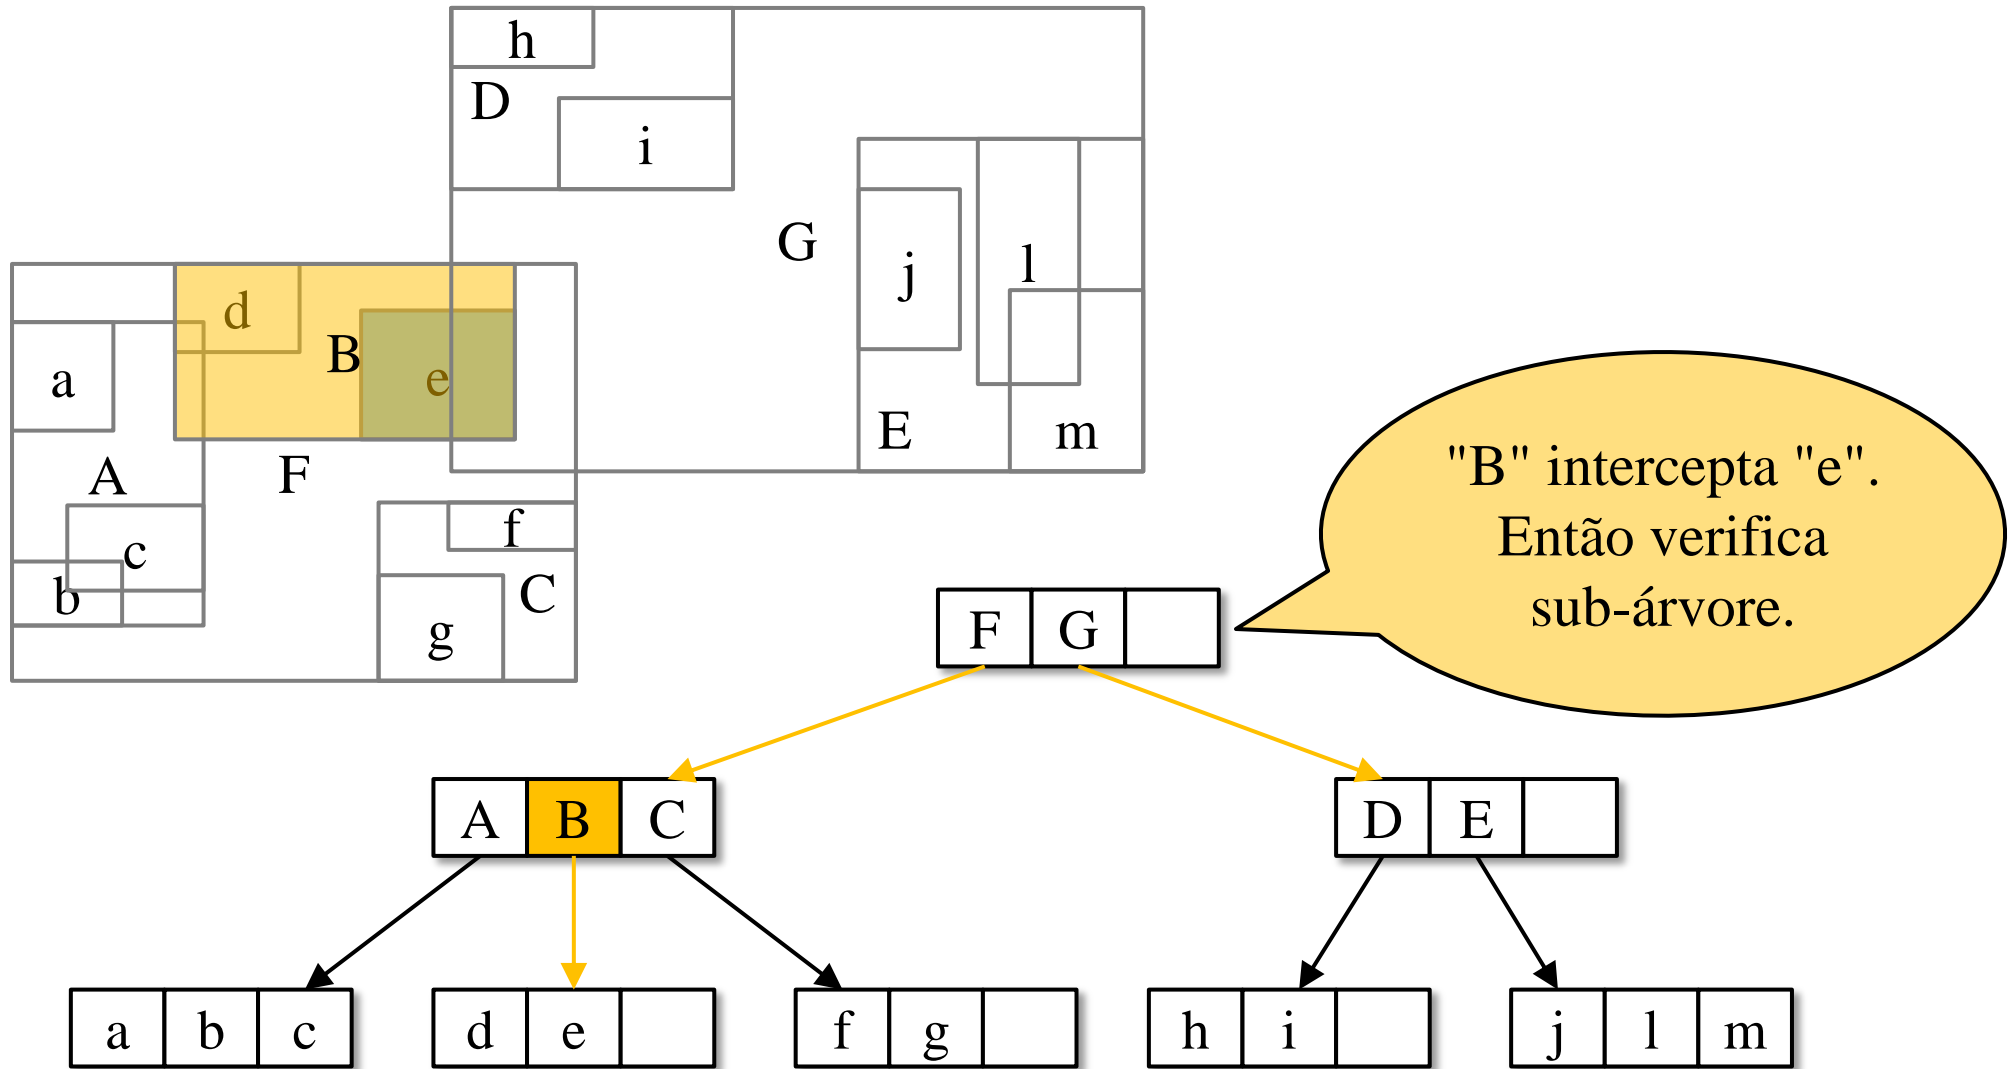 h
D
i
G
j
l
d
B
e
a
E
m
A
F
c
b
f
C
g
"B" intercepta "e".
Então verifica
sub-árvore.
F G
A B C
D E
a b c
d e
f g
h i
j l m